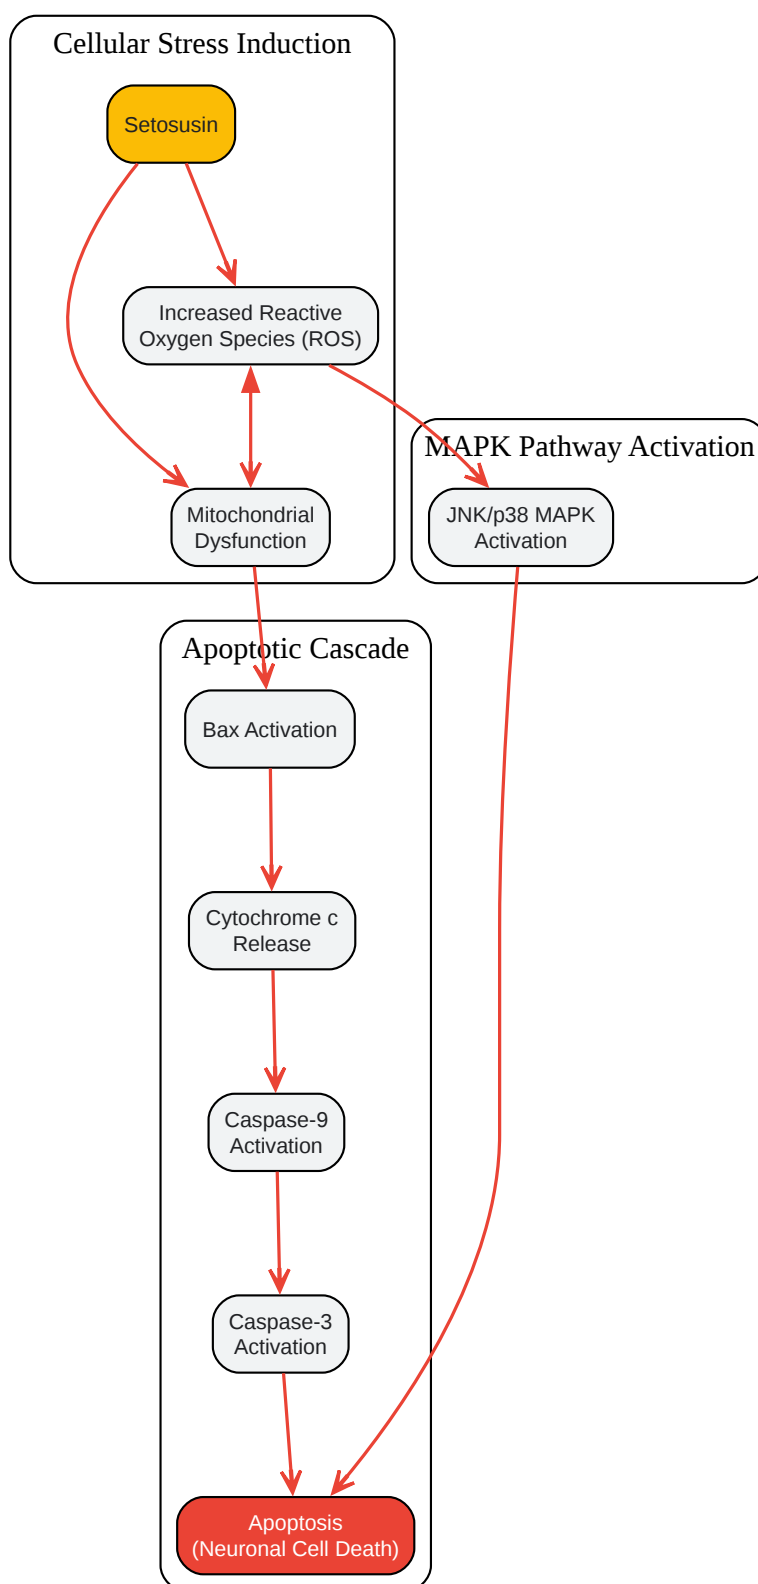 Cellular Stress Induction
Setosusin
Increased Reactive
Oxygen Species (ROS)
MAPK Pathway Activation
Mitochondrial
Dysfunction
JNK/p38 MAPK
Activation
Apoptotic Cascade
Bax Activation
Cytochrome c
Release
Caspase-9
Activation
Caspase-3
Activation
Apoptosis
(Neuronal Cell Death)